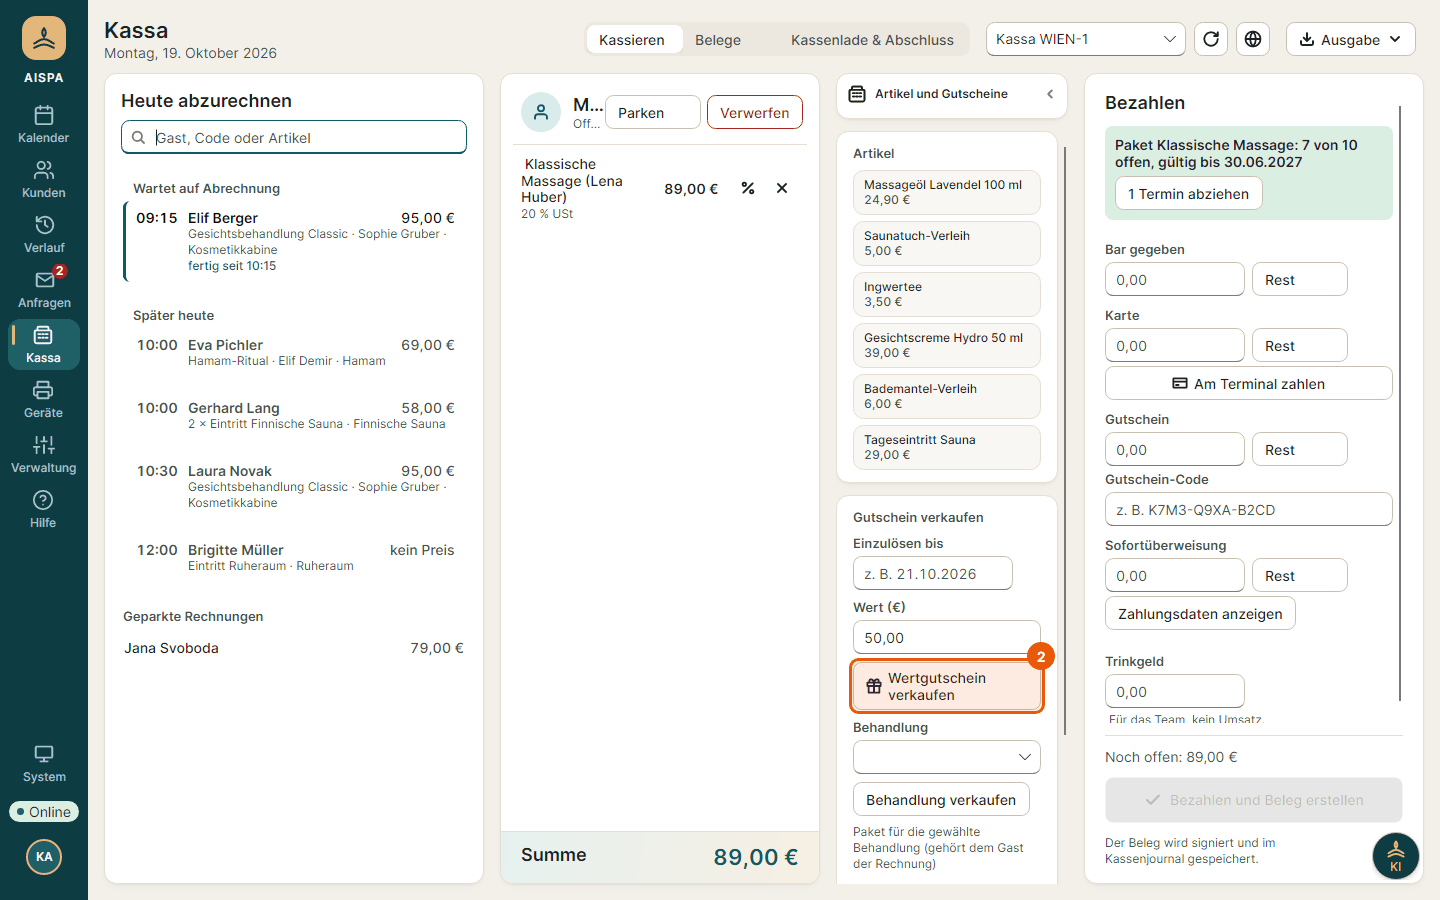 AISPA
Kalender
Kunden
Verlauf
2
Anfragen
Kassa
Geräte
Verwaltung
Hilfe
System
Online
KA
Kassa
Montag, 19. Oktober 2026
Kassieren
Belege
Kassenlade & Abschluss
Kassa WIEN-1
Ausgabe
Heute abzurechnen
Gast, Code oder Artikel
Wartet auf Abrechnung
09:15 Elif Berger 95,00 €
Gesichtsbehandlung Classic · Sophie Gruber ·
Kosmetikkabine
fertig seit 10:15
Später heute
10:00 Eva Pichler 69,00 €
Hamam-Ritual · Elif Demir · Hamam
10:00 Gerhard Lang 58,00 €
2 × Eintritt Finnische Sauna · Finnische Sauna
10:30 Laura Novak 95,00 €
Gesichtsbehandlung Classic · Sophie Gruber ·
Kosmetikkabine
12:00 Brigitte Müller kein Preis
Eintritt Ruheraum · Ruheraum
Geparkte Rechnungen
Jana Svoboda 79,00 €
M...
Off...
Parken
Verwerfen
Klassische
Massage (Lena
Huber)
20 % USt
89,00 €
Summe 89,00 €
Artikel und Gutscheine
Artikel
Massageöl Lavendel 100 ml
24,90 €
Saunatuch-Verleih
5,00 €
Ingwertee
3,50 €
Gesichtscreme Hydro 50 ml
39,00 €
Bademantel-Verleih
6,00 €
Tageseintritt Sauna
29,00 €
Gutschein verkaufen
Einzulösen bis
z. B. 21.10.2026
Wert (€)
50,00
2
Wertgutschein
verkaufen
Behandlung
Behandlung verkaufen
Paket für die gewählte
Behandlung (gehört dem Gast
der Rechnung)
Bezahlen
Paket Klassische Massage: 7 von 10
offen, gültig bis 30.06.2027
1 Termin abziehen
Bar gegeben
0,00 Rest
Karte
0,00 Rest
Am Terminal zahlen
Gutschein
0,00 Rest
Gutschein-Code
z. B. K7M3-Q9XA-B2CD
Sofortüberweisung
0,00 Rest
Zahlungsdaten anzeigen
Trinkgeld
0,00
Für das Team, kein Umsatz.
Noch offen: 89,00 €
Bezahlen und Beleg erstellen
Der Beleg wird signiert und im
Kassenjournal gespeichert.
KI